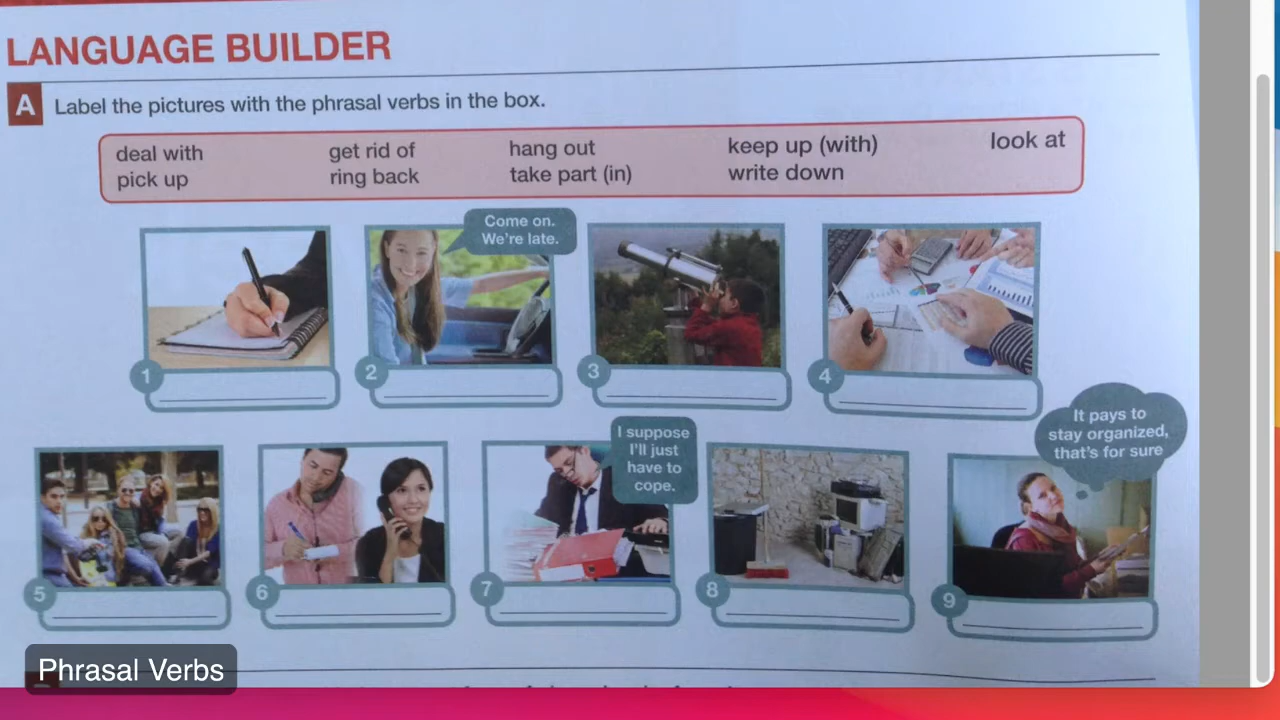 LANGUAGE BUILDER
A Label the pictures with the phrasal verbs in the box.
deal with get rid of hang out keep up (with) look at
pick up ring back take part (in) write down
Come on.
We're late.
1 2 3 4
It pays to
stay organized,
that's for sure
I suppose
I'll just
have to
cope.
5 6 7 8 9
Phrasal Verbs